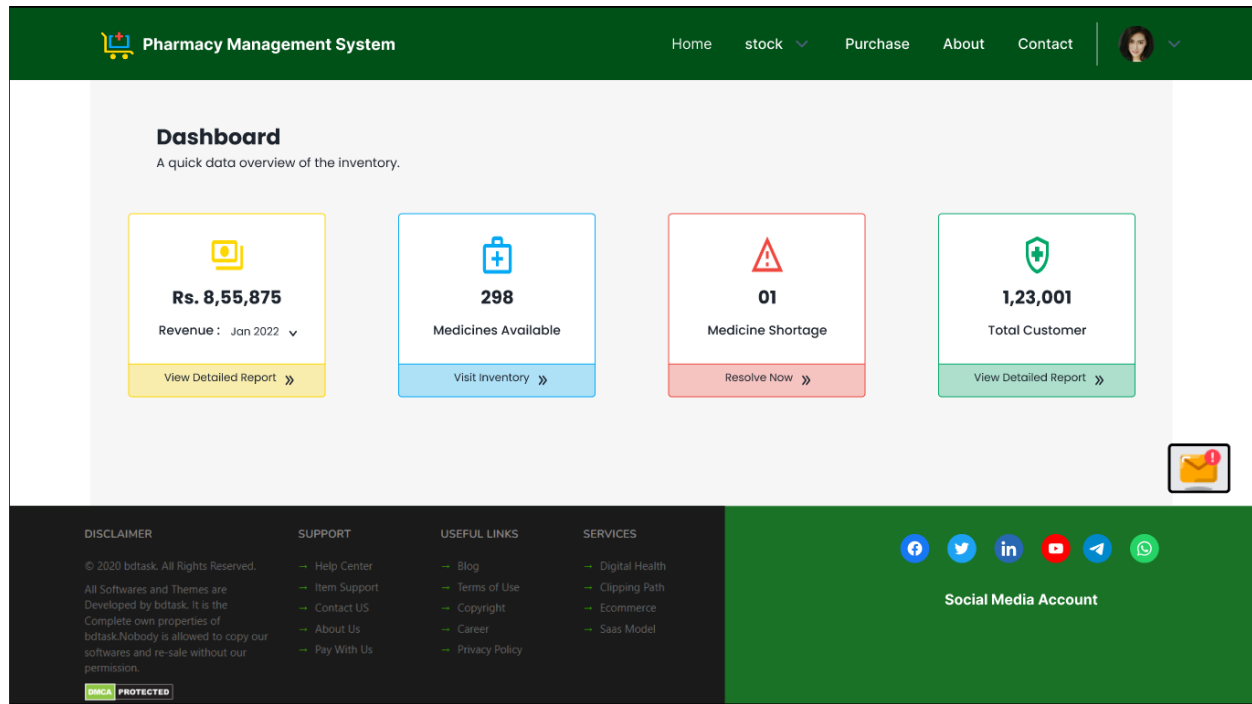 Pharmacy Management System
Home stock Purchase About Contact
Dashboard
A quick data overview of the inventory.
Rs. 8,55,875
Revenue : Jan 2022
View Detailed Report »
298
Medicines Available
Visit Inventory »
01
Medicine Shortage
Resolve Now »
1,23,001
Total Customer
View Detailed Report »
DISCLAIMER
© 2020 bdtask. All Rights Reserved.
All Softwares and Themes are
Developed by bdtask. It is the
Complete own properties of
bdtask.Nobody is allowed to copy our
softwares and re-sale without our
permission.
DMCA PROTECTED
SUPPORT
→ Help Center
→ Item Support
→ Contact US
→ About Us
→ Pay With Us
USEFUL LINKS
→ Blog
→ Terms of Use
→ Copyright
→ Career
→ Privacy Policy
SERVICES
→ Digital Health
→ Clipping Path
→ Ecommerce
→ Saas Model
in
Social Media Account